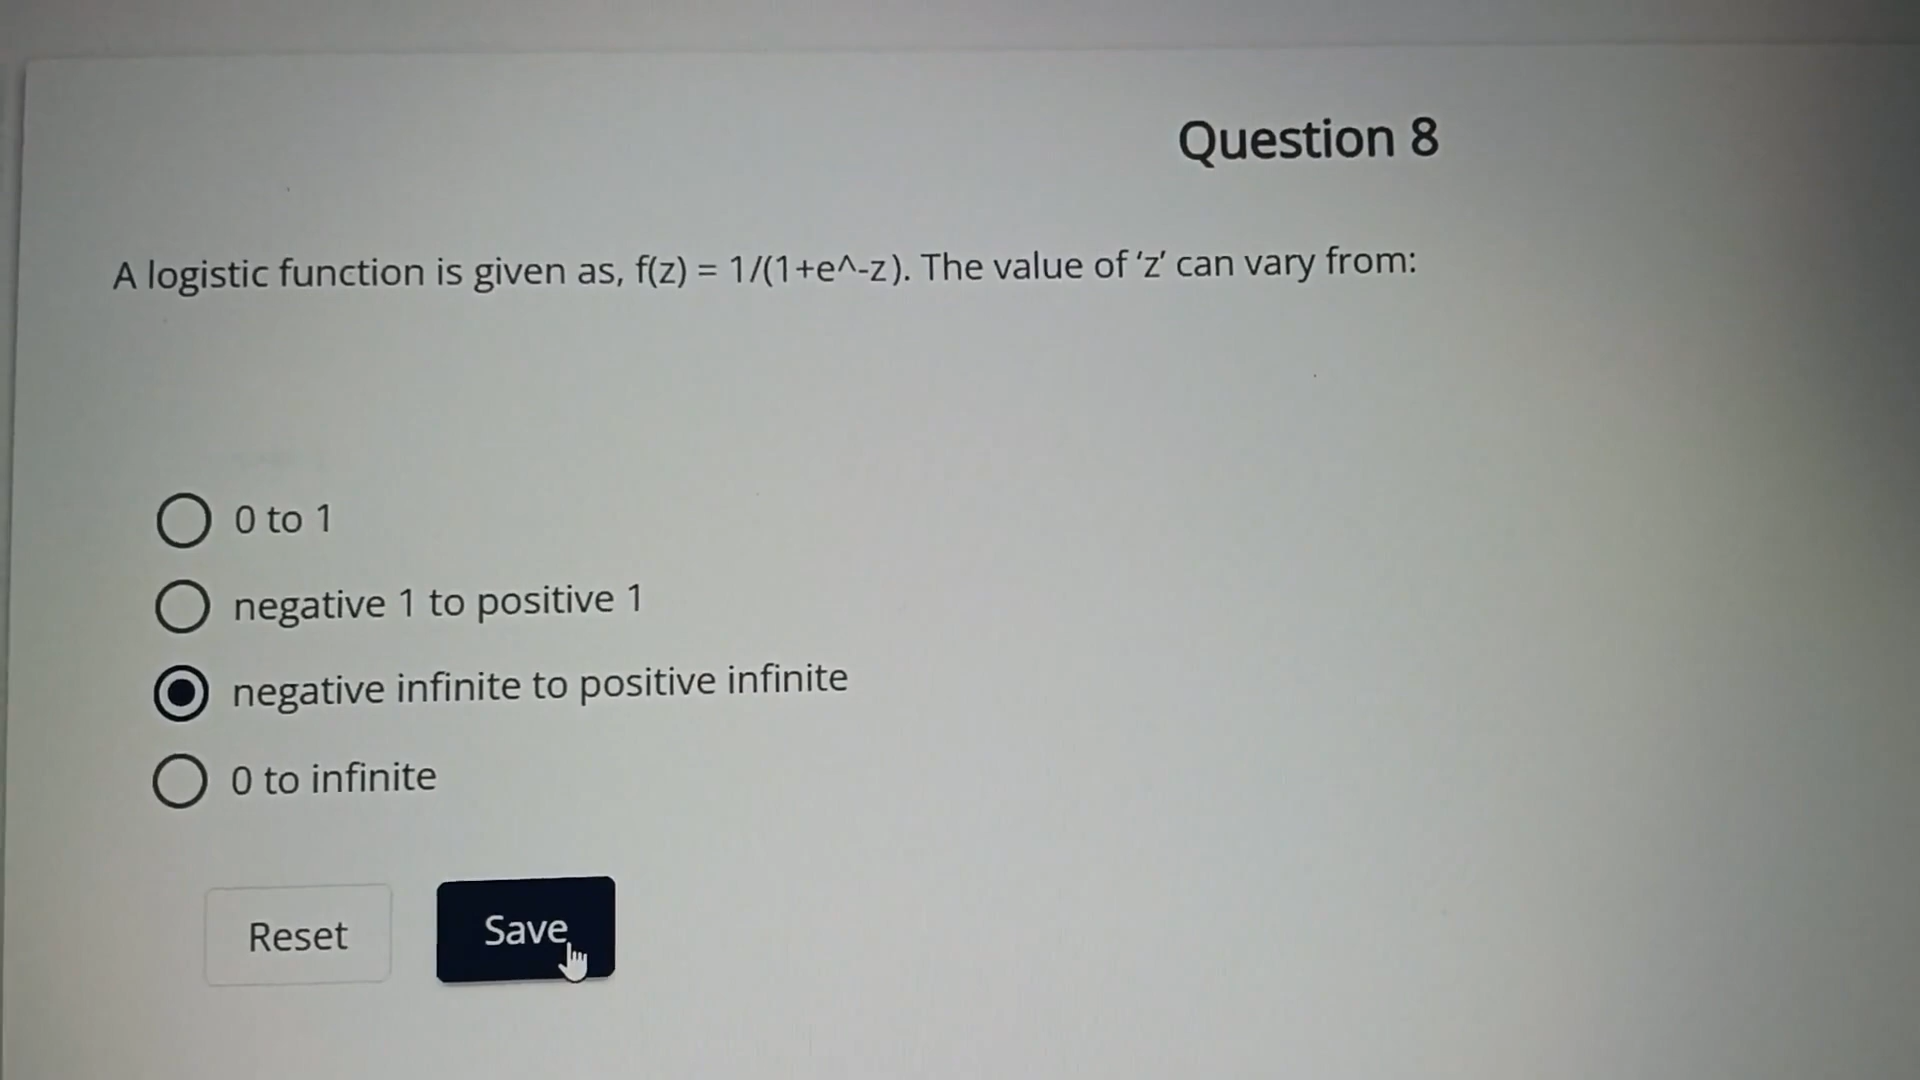 Question 8
A logistic function is given as, f(z) = 1/(1+e^-z). The value of ‘z’ can vary from:
0 to 1
negative 1 to positive 1
negative infinite to positive infinite
0 to infinite
Reset
Save